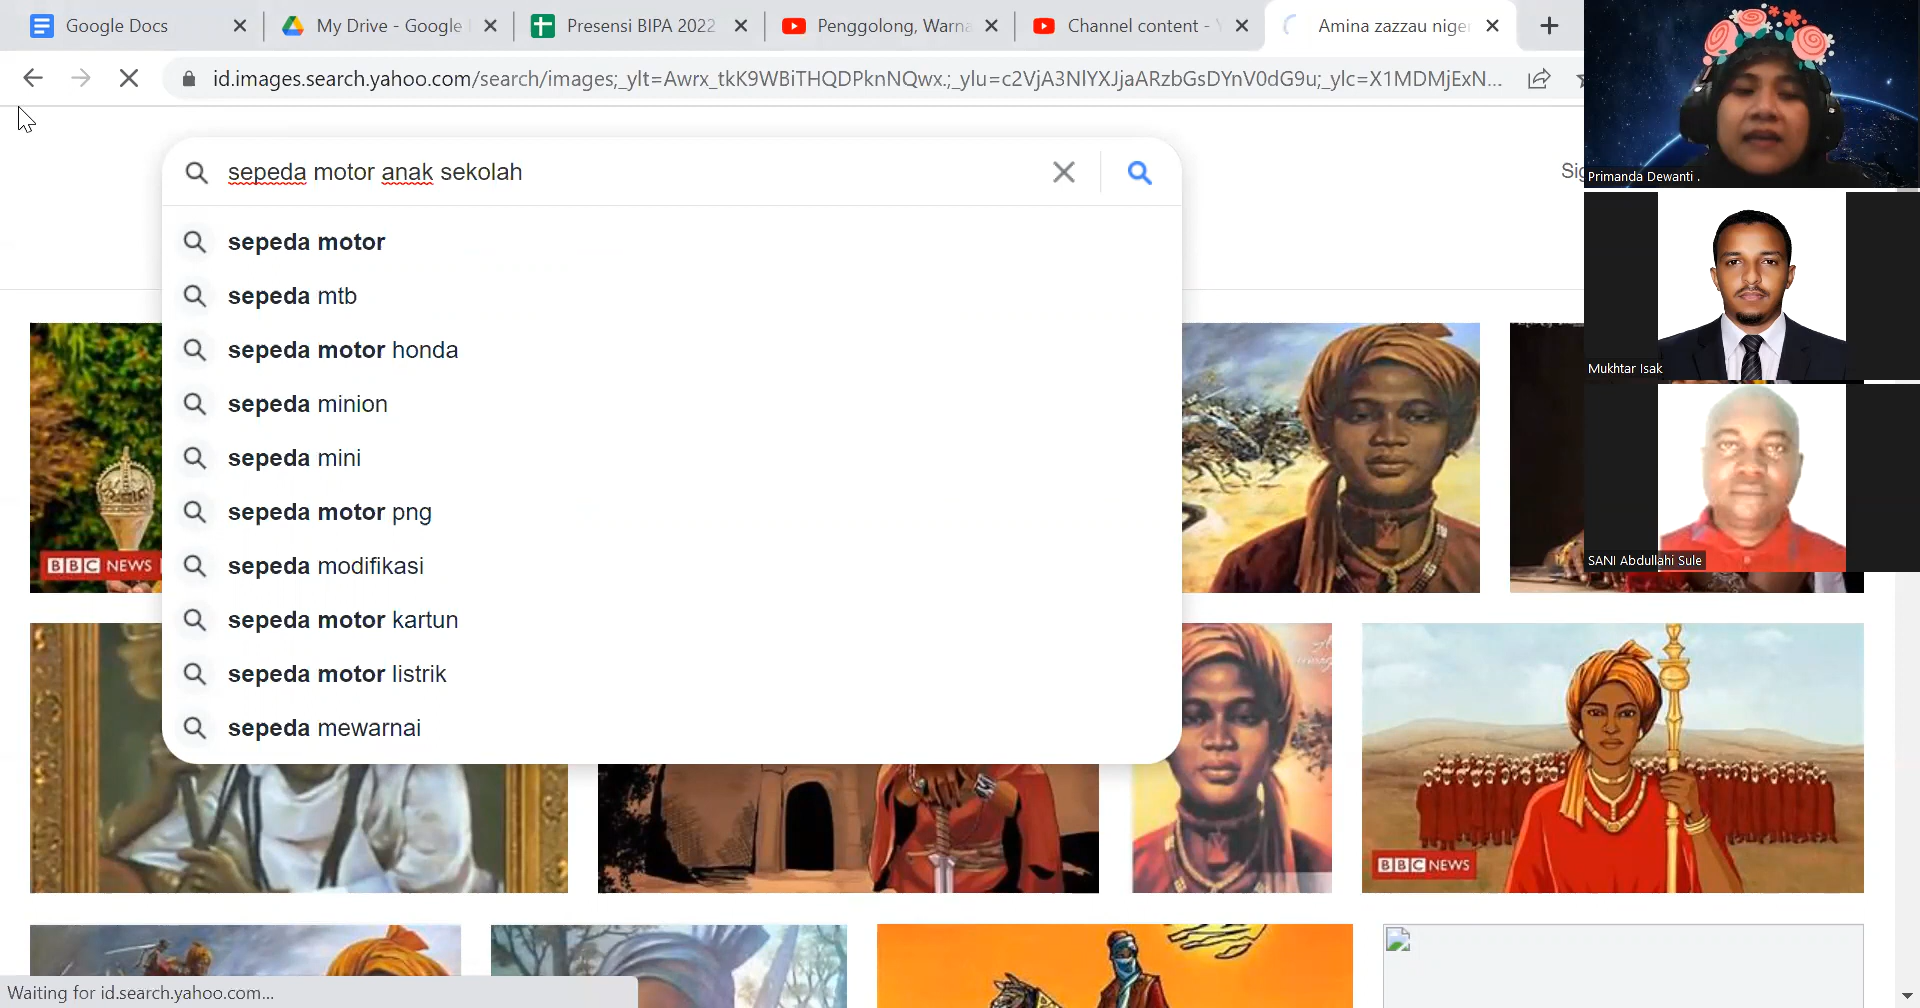 Google Docs
My Drive - Google
Presensi BIPA 2022
Penggolong, Warna
Channel content -
Amina zazzau nige
id.images.search.yahoo.com/search/images;_ylt=Awrx_tkK9WBiTHQDPknNQwx.;_ylu=c2VjA3NlYXJjaARzbGsDYnV0dG9u;_ylc=X1MDMjExN...
sepeda motor anak sekolah
sepeda motor
sepeda mtb
sepeda motor honda
sepeda minion
sepeda mini
sepeda motor png
sepeda modifikasi
sepeda motor kartun
sepeda motor listrik
sepeda mewarnai
Primanda Dewanti .
Mukhtar Isak
SANI Abdullahi Sule
BBC NEWS
BBC NEWS
Waiting for id.search.yahoo.com...